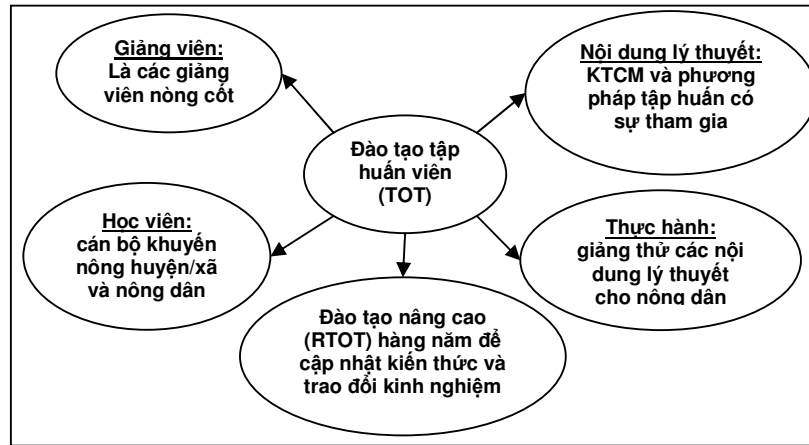 Giảng viên:
Là các giảng
viên nòng cốt
Nội dung lý thuyết:
KTCM và phương
pháp tập huấn có
sự tham gia
Đào tạo tập
huấn viên
(TOT)
Học viên:
cán bộ khuyến
nông huyện/xã
và nông dân
Thực hành:
giảng thử các nội
dung lý thuyết
cho nông dân
Đào tạo nâng cao
(RTOT) hàng năm để
cập nhật kiến thức và
trao đổi kinh nghiệm